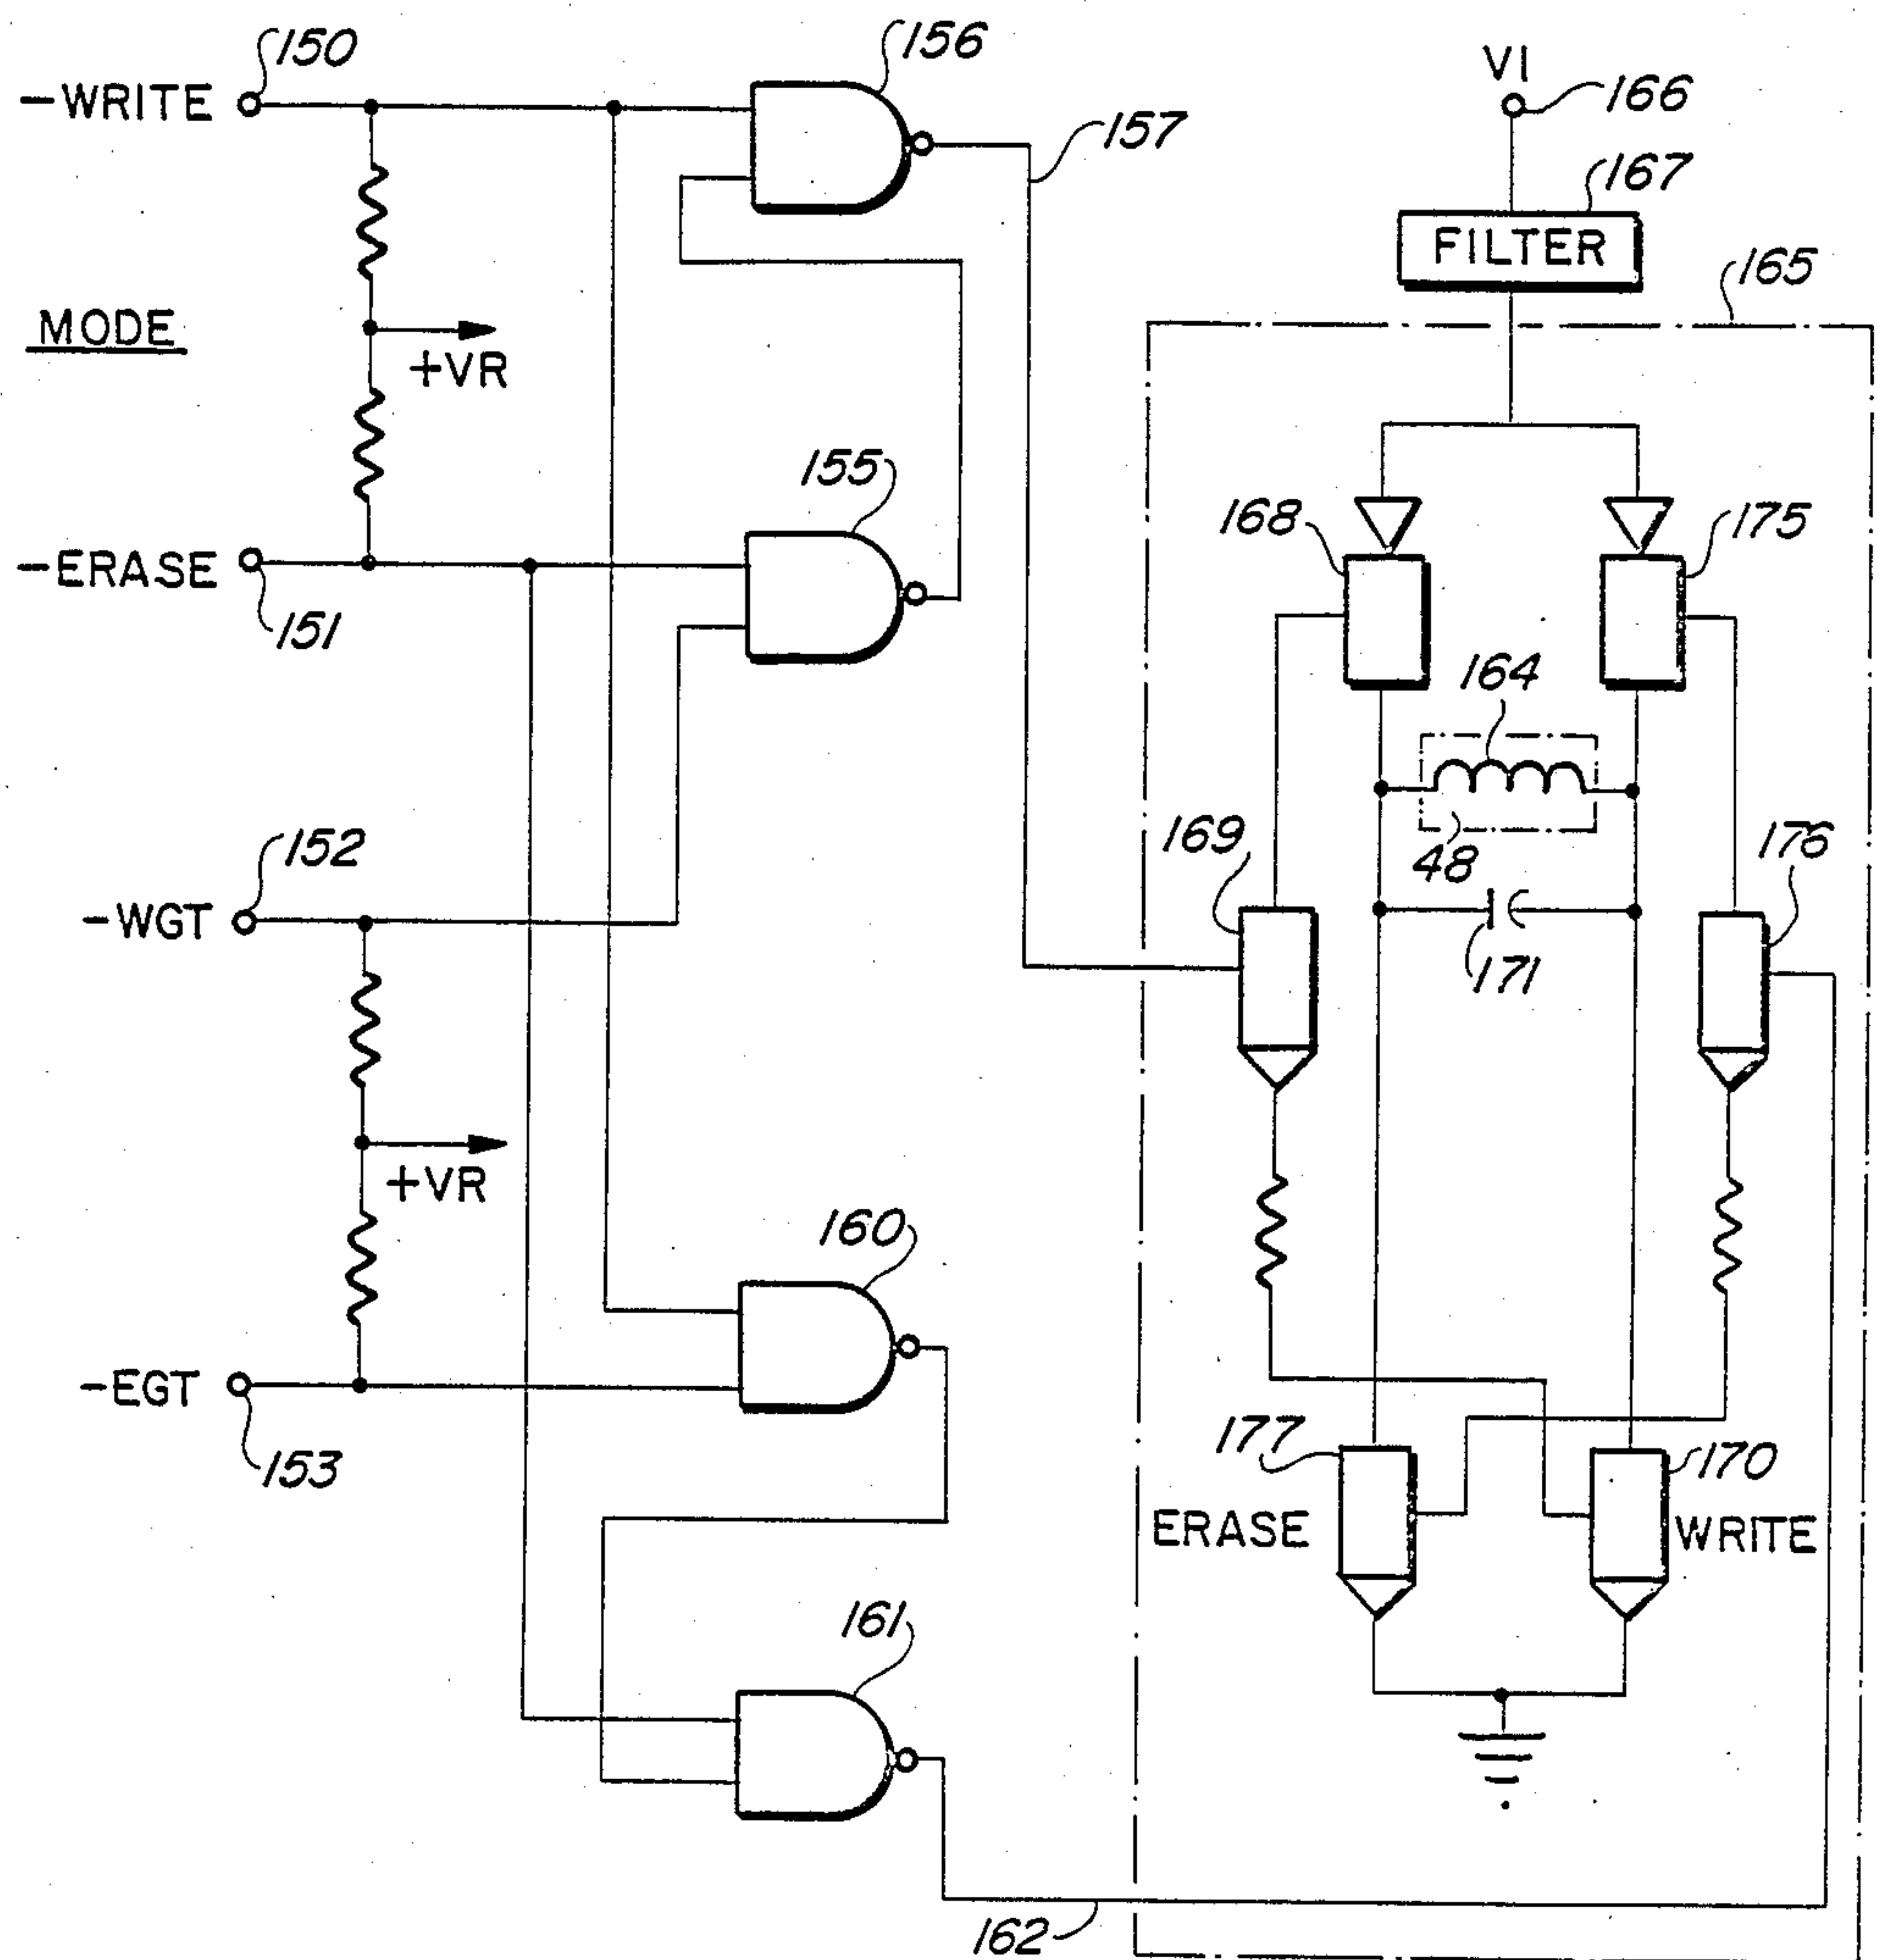 150
156
-WRITE
VI
166
157
167
FILTER
165
MODE
+VR
155
168
175
-ERASE
151
164
152
169
48
176
-WGT
171
+VR
160
-EGT
153
177
170
ERASE
WRITE
161
162